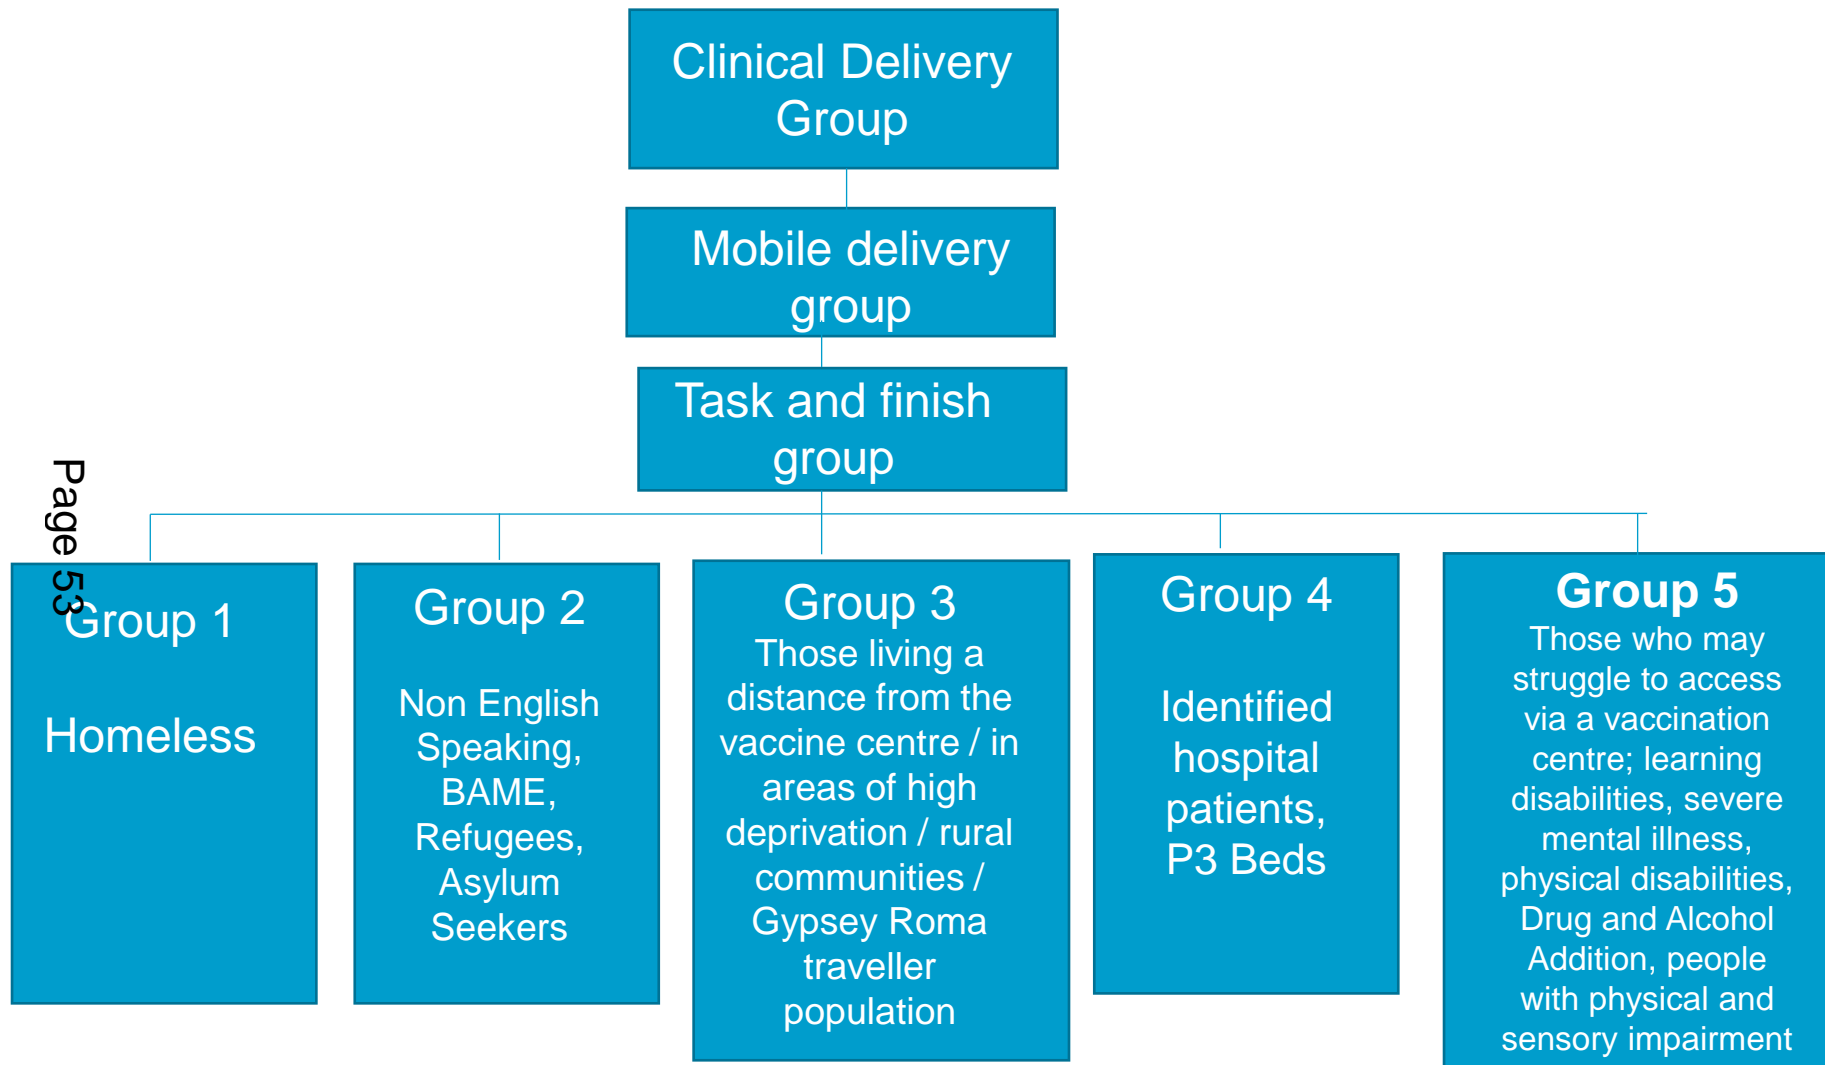 Clinical Delivery
Group
Mobile delivery
group
Task and finish
group
Page 53
Group 1
Homeless
Group 2
Non English
Speaking,
BAME,
Refugees,
Asylum
Seekers
Group 3
Those living a
distance from the
vaccine centre / in
areas of high
deprivation / rural
communities /
Gypsey Roma
traveller
population
Group 4
Identified
hospital
patients,
P3 Beds
Group 5
Those who may
struggle to access
via a vaccination
centre; learning
disabilities, severe
mental illness,
physical disabilities,
Drug and Alcohol
Addition, people
with physical and
sensory impairment